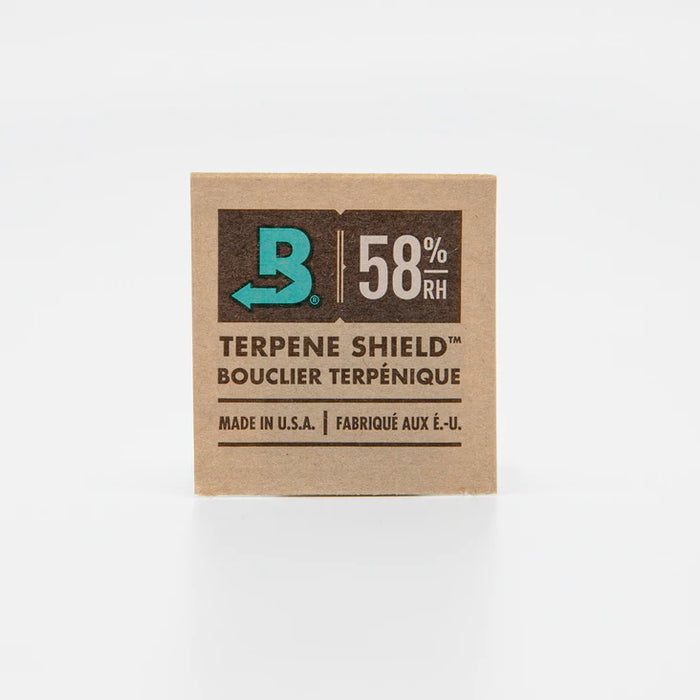 B® 58% RH
TERPENE SHIELD™
BOUCLIER TERPÉNIQUE
MADE IN U.S.A. | FABRIQUÉ AUX É.-U.